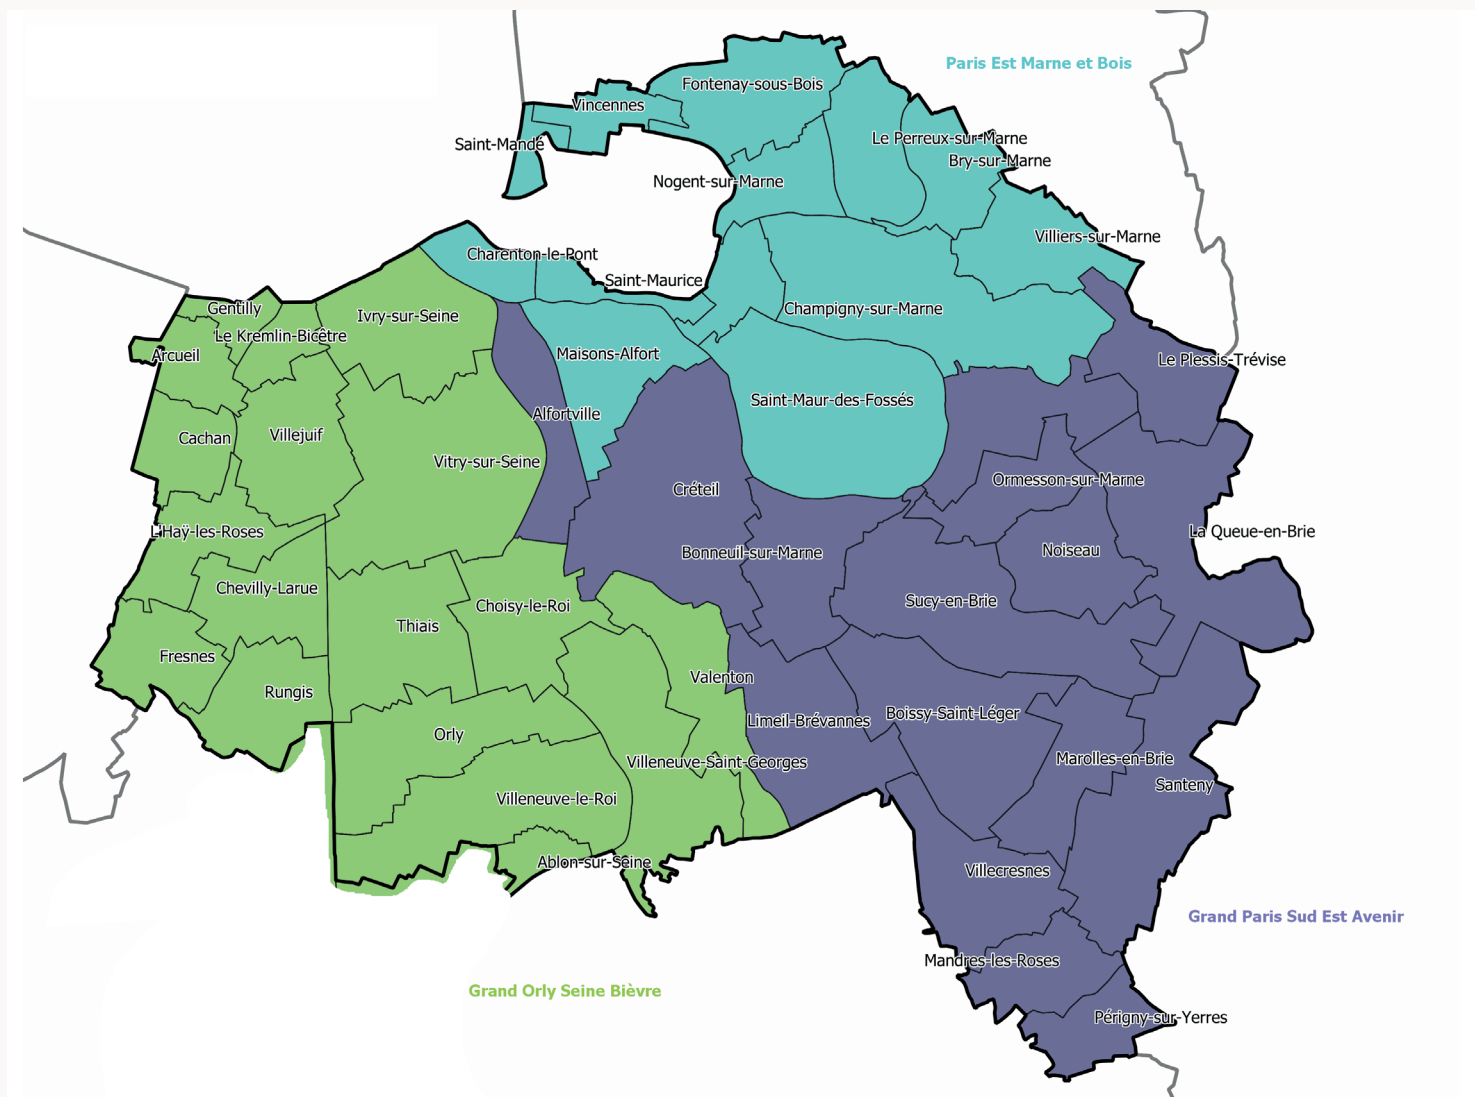 Paris Est Marne et Bois
Fontenay-sous-Bois
Vincennes
Saint-Mandé
Le Perreux-sur-Marne
Bry-sur-Marne
Nogent-sur-Marne
Villiers-sur-Marne
Charenton-le-Pont
Saint-Maurice
Gentilly
Champigny-sur-Marne
Ivry-sur-Seine
Le Kremlin-Bicêtre
Arcueil
Maisons-Alfort
Le Plessis-Trévise
Saint-Maur-des-Fossés
Alfortville
Cachan
Villejuif
Vitry-sur-Seine
Ormesson-sur-Marne
Créteil
L'Haÿ-les-Roses
La Queue-en-Brie
Bonneuil-sur-Marne
Noiseau
Chevilly-Larue
Sucy-en-Brie
Choisy-le-Roi
Thiais
Fresnes
Valenton
Rungis
Boissy-Saint-Léger
Limeil-Brévannes
Orly
Marolles-en-Brie
Villeneuve-Saint-Georges
Santeny
Villeneuve-le-Roi
Ablon-sur-Seine
Villecresnes
Grand Paris Sud Est Avenir
Mandres-les-Roses
Grand Orly Seine Bièvre
Périgny-sur-Yerres